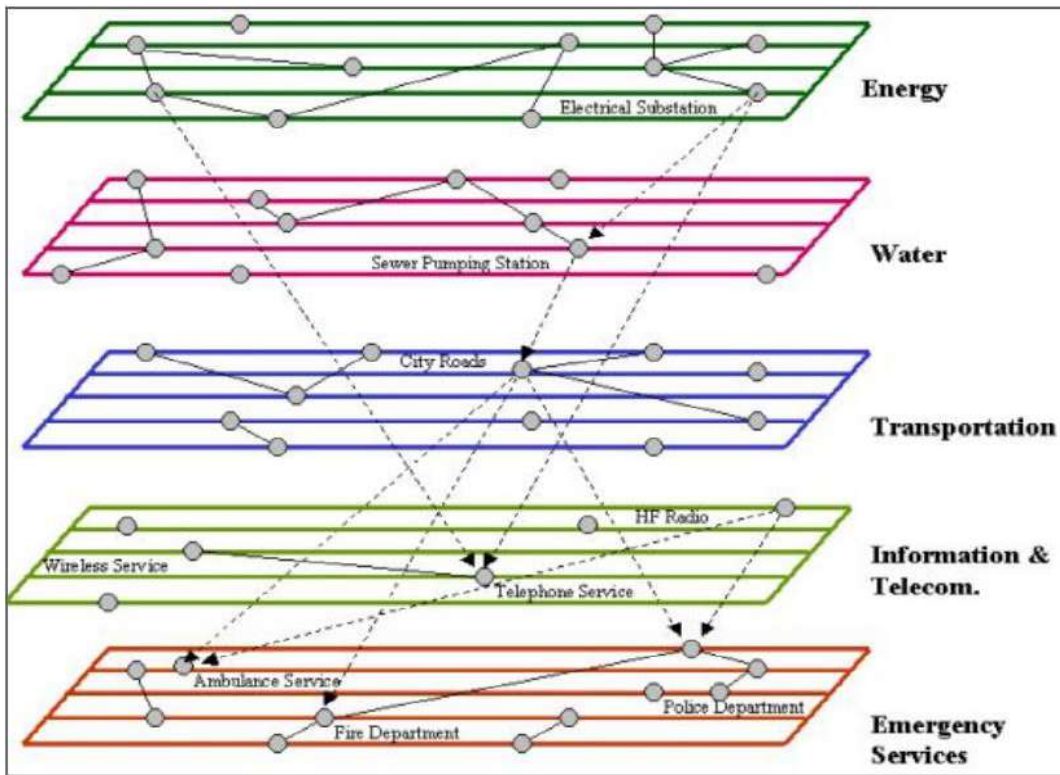 Electrical Substation
Energy
Sewer Pumping Station
Water
City Roads
Transportation
HF Radio
Wireless Service
Telephone Service
Information &
Telecom.
Ambulance Service
Police Department
Fire Department
Emergency
Services